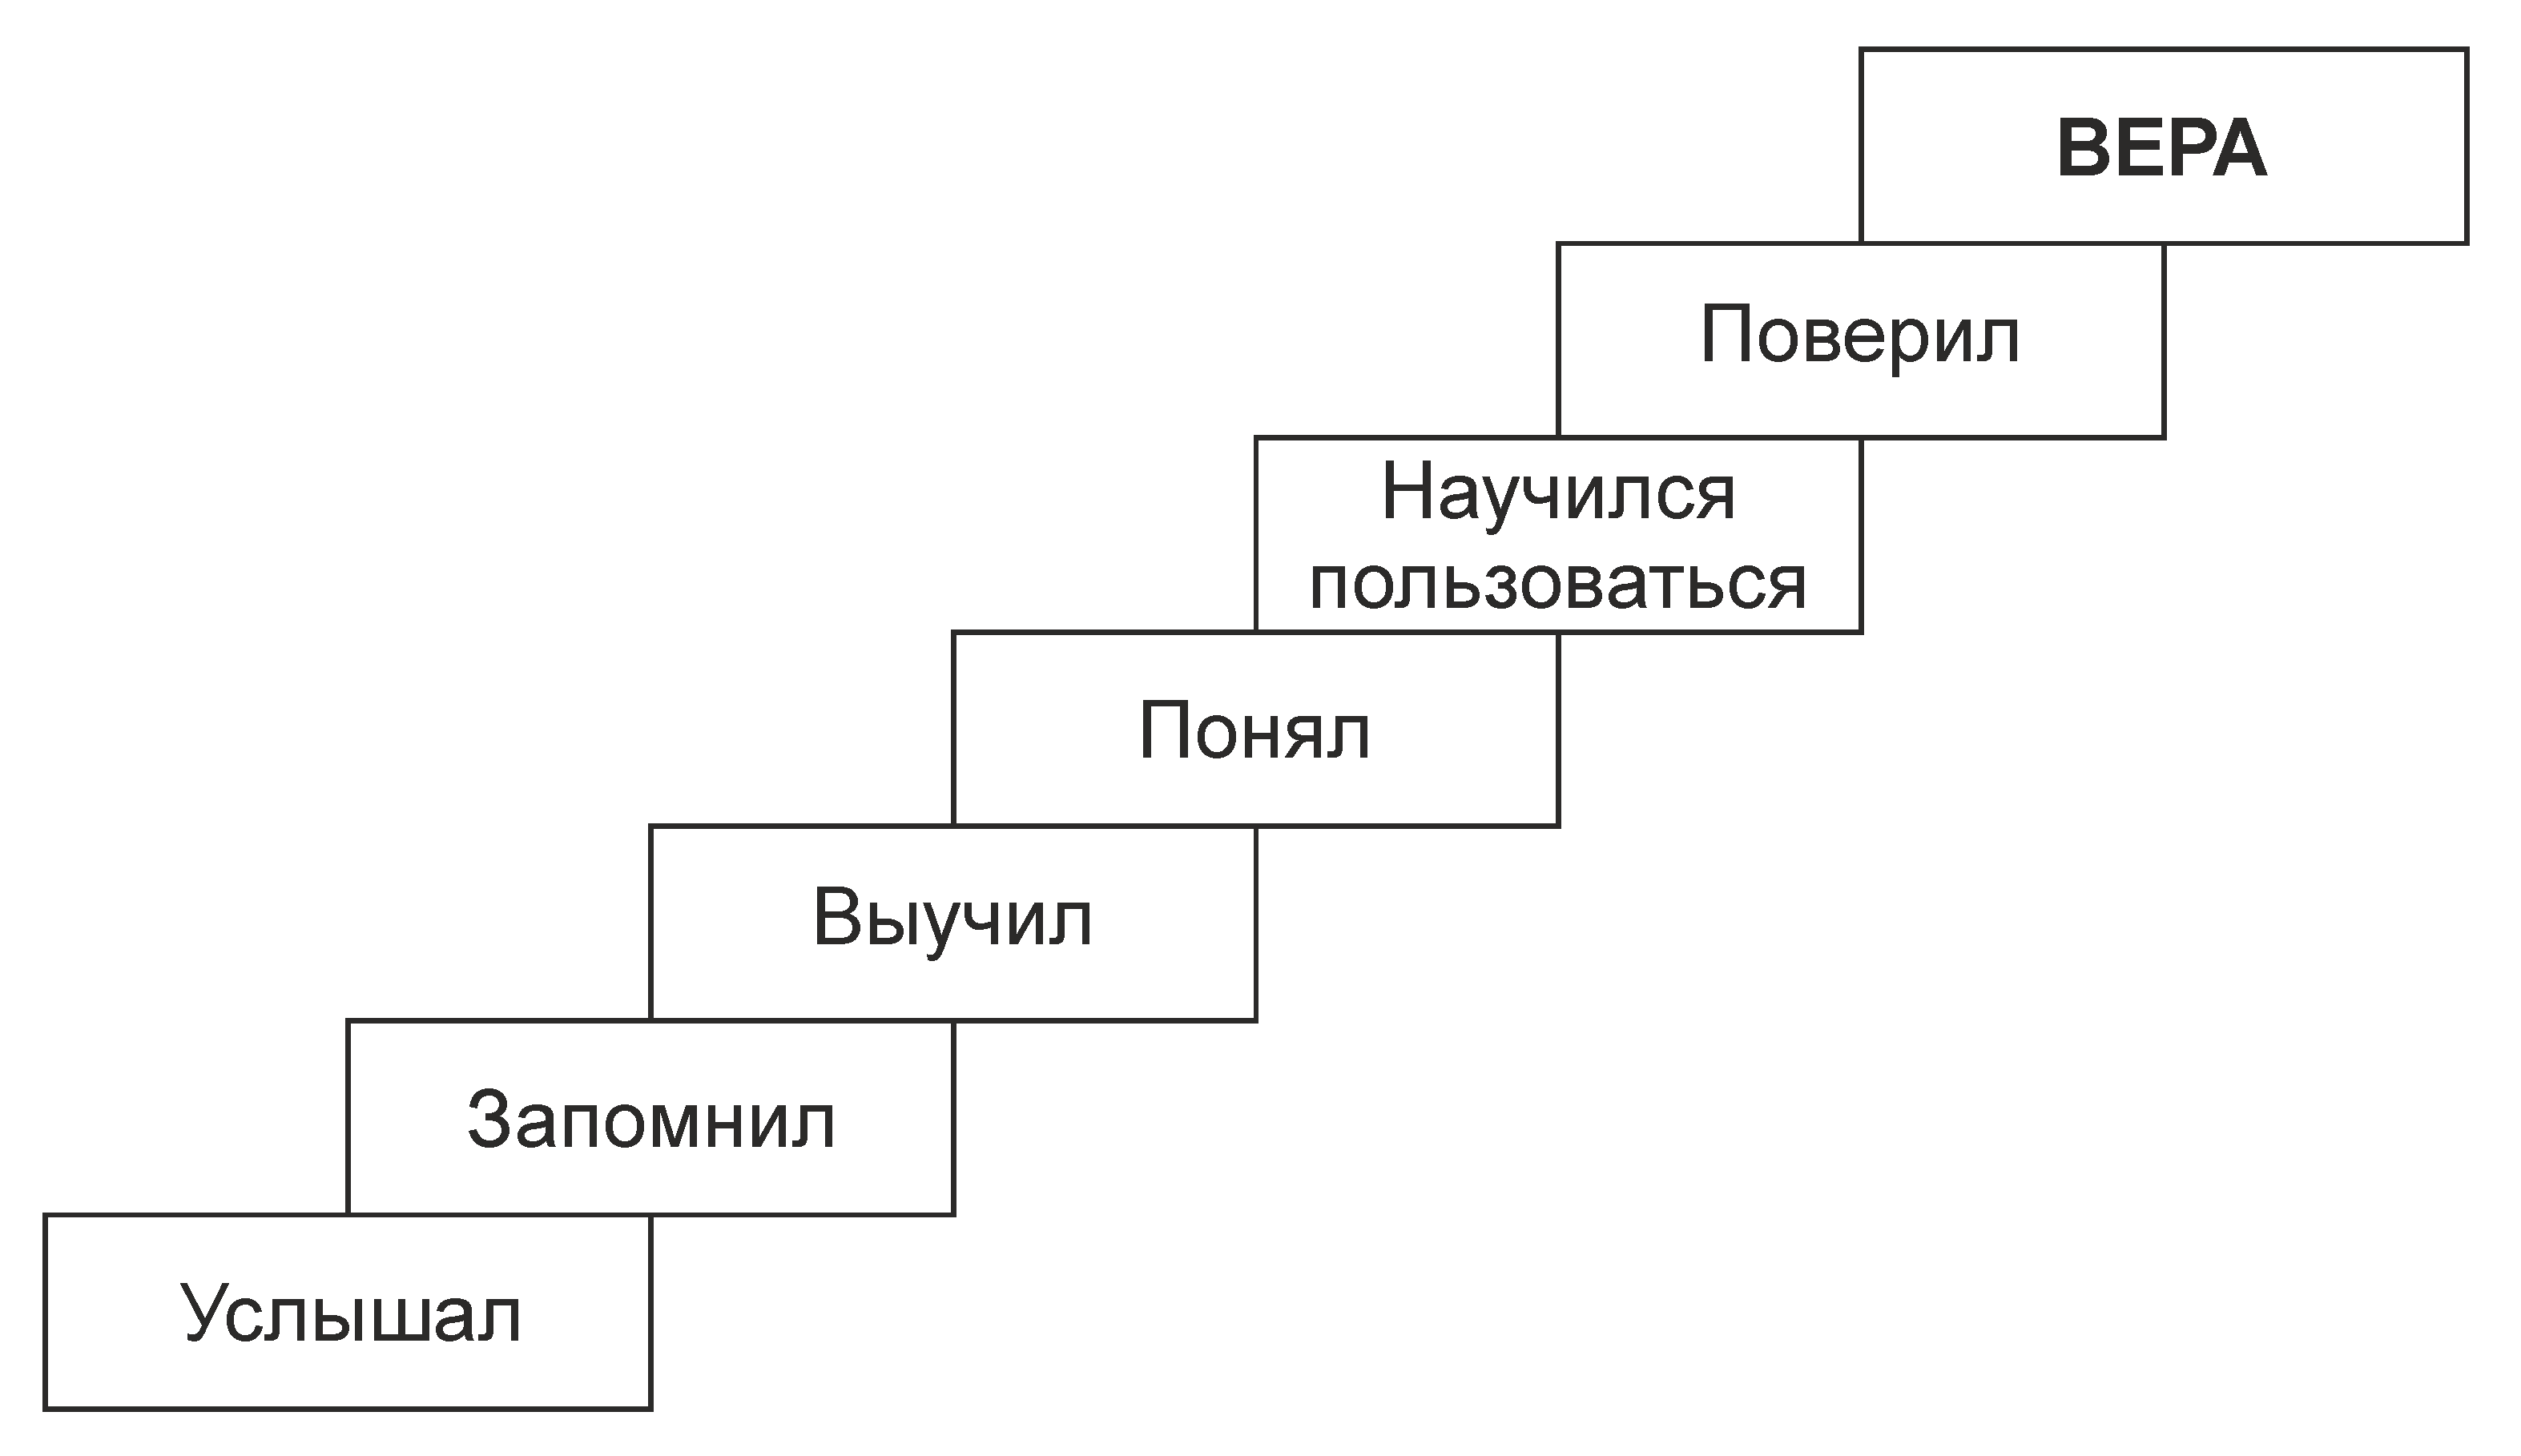 ВЕРА
Поверил
Научился
пользоваться
Понял
Выучил
Запомнил
Услышал